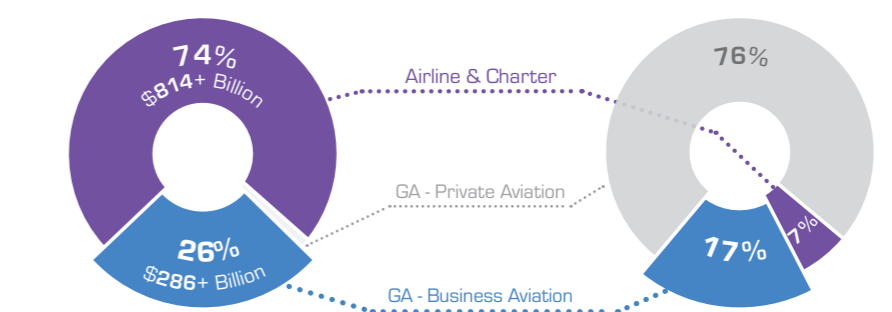 74%
$814+ Billion
76%
Airline & Charter
GA - Private Aviation
7%
26%
17%
$286+ Billion
GA - Business Aviation